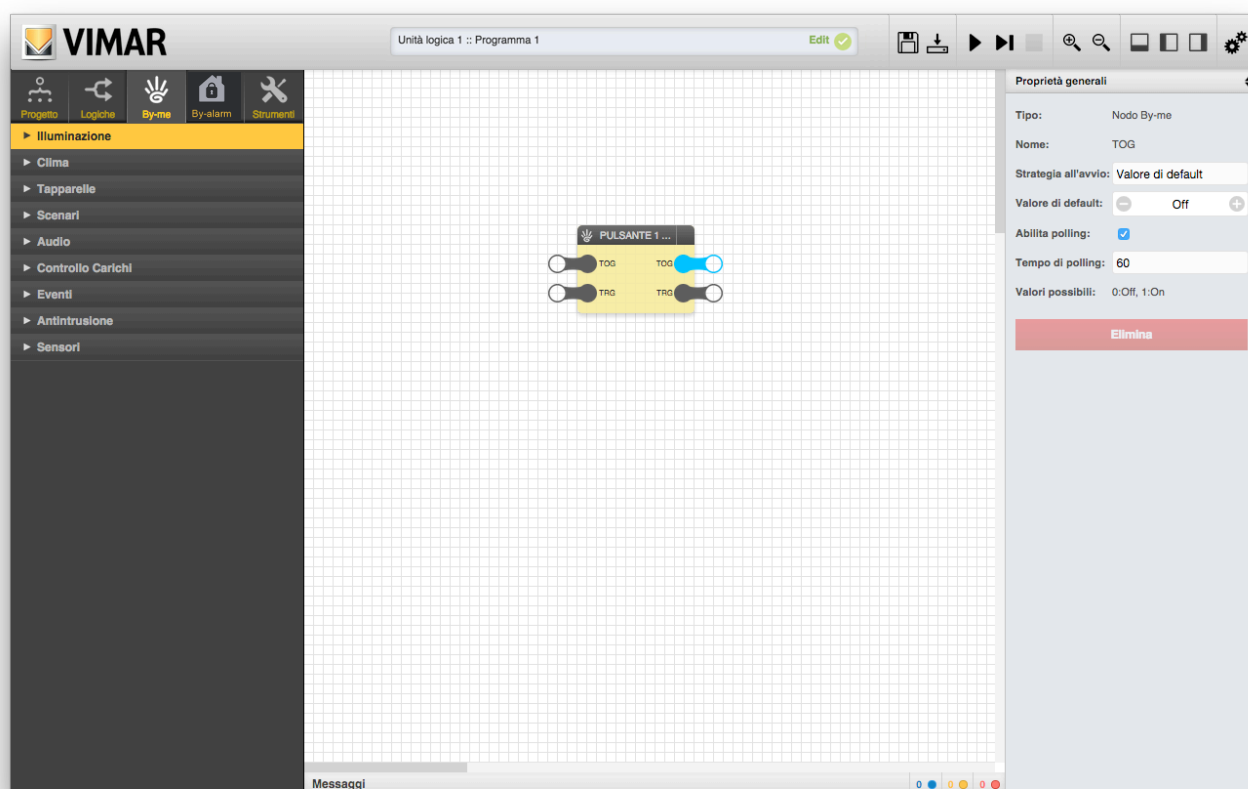 VIMAR
Unità logica 1 :: Programma 1
Edit
Progetto
Logiche
By-me
By-alarm
Strumenti
Illuminazione
Clima
Tapparelle
Scenari
Audio
Controllo Carichi
Eventi
Antintrusione
Sensori
PULSANTE 1 ...
TOG TOG
TRG TRG
Messaggi
0 0 0
Proprietà generali
Tipo: Nodo By-me
Nome: TOG
Strategia all'avvio: Valore di default
Valore di default: Off
Abilita polling:
Tempo di polling: 60
Valori possibili: 0:Off, 1:On
Elimina